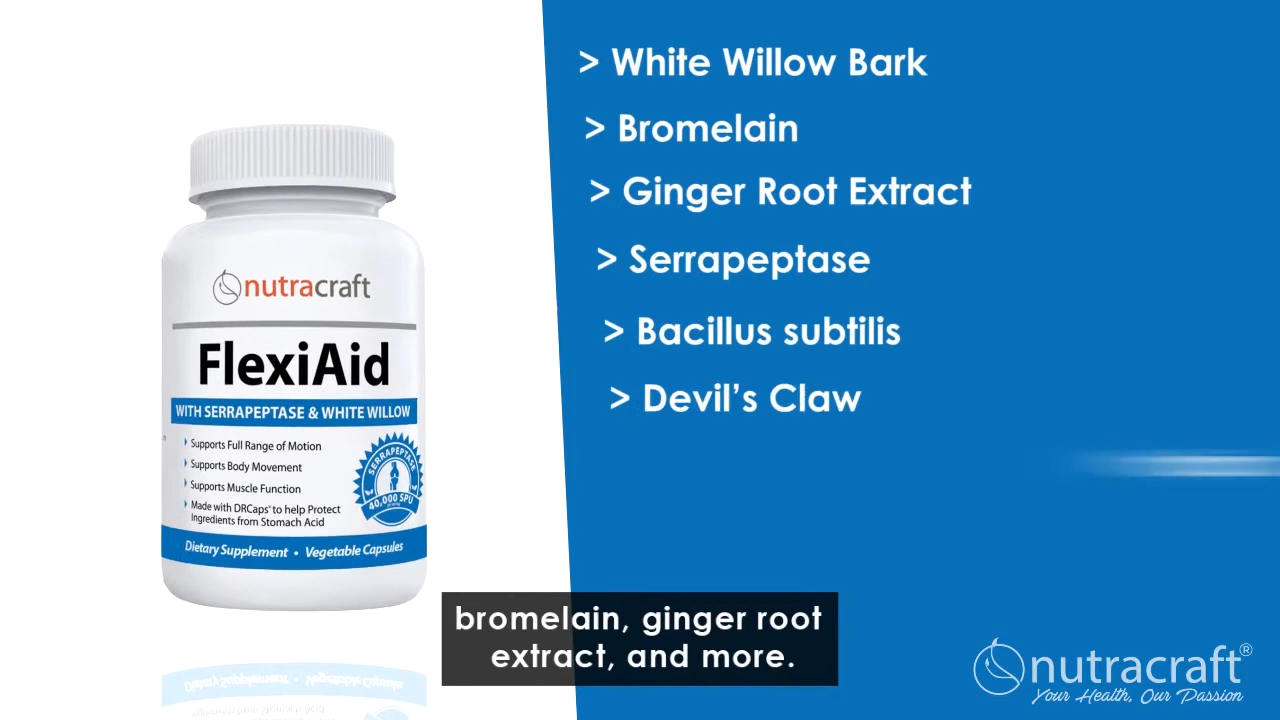 nutracraft
FlexiAid
WITH SERRAPEPTASE & WHITE WILLOW
Supports Full Range of Motion
Supports Body Movement
Supports Muscle Function
Made with DRCaps® to help Protect
Ingredients from Stomach Acid
SERRAPEPTASE
40,000 SPU
Dietary Supplement • Vegetable Capsules
> White Willow Bark
> Bromelain
> Ginger Root Extract
> Serrapeptase
> Bacillus subtilis
> Devil’s Claw
bromelain, ginger root
extract, and more.
nutracraft®
Your Health, Our Passion